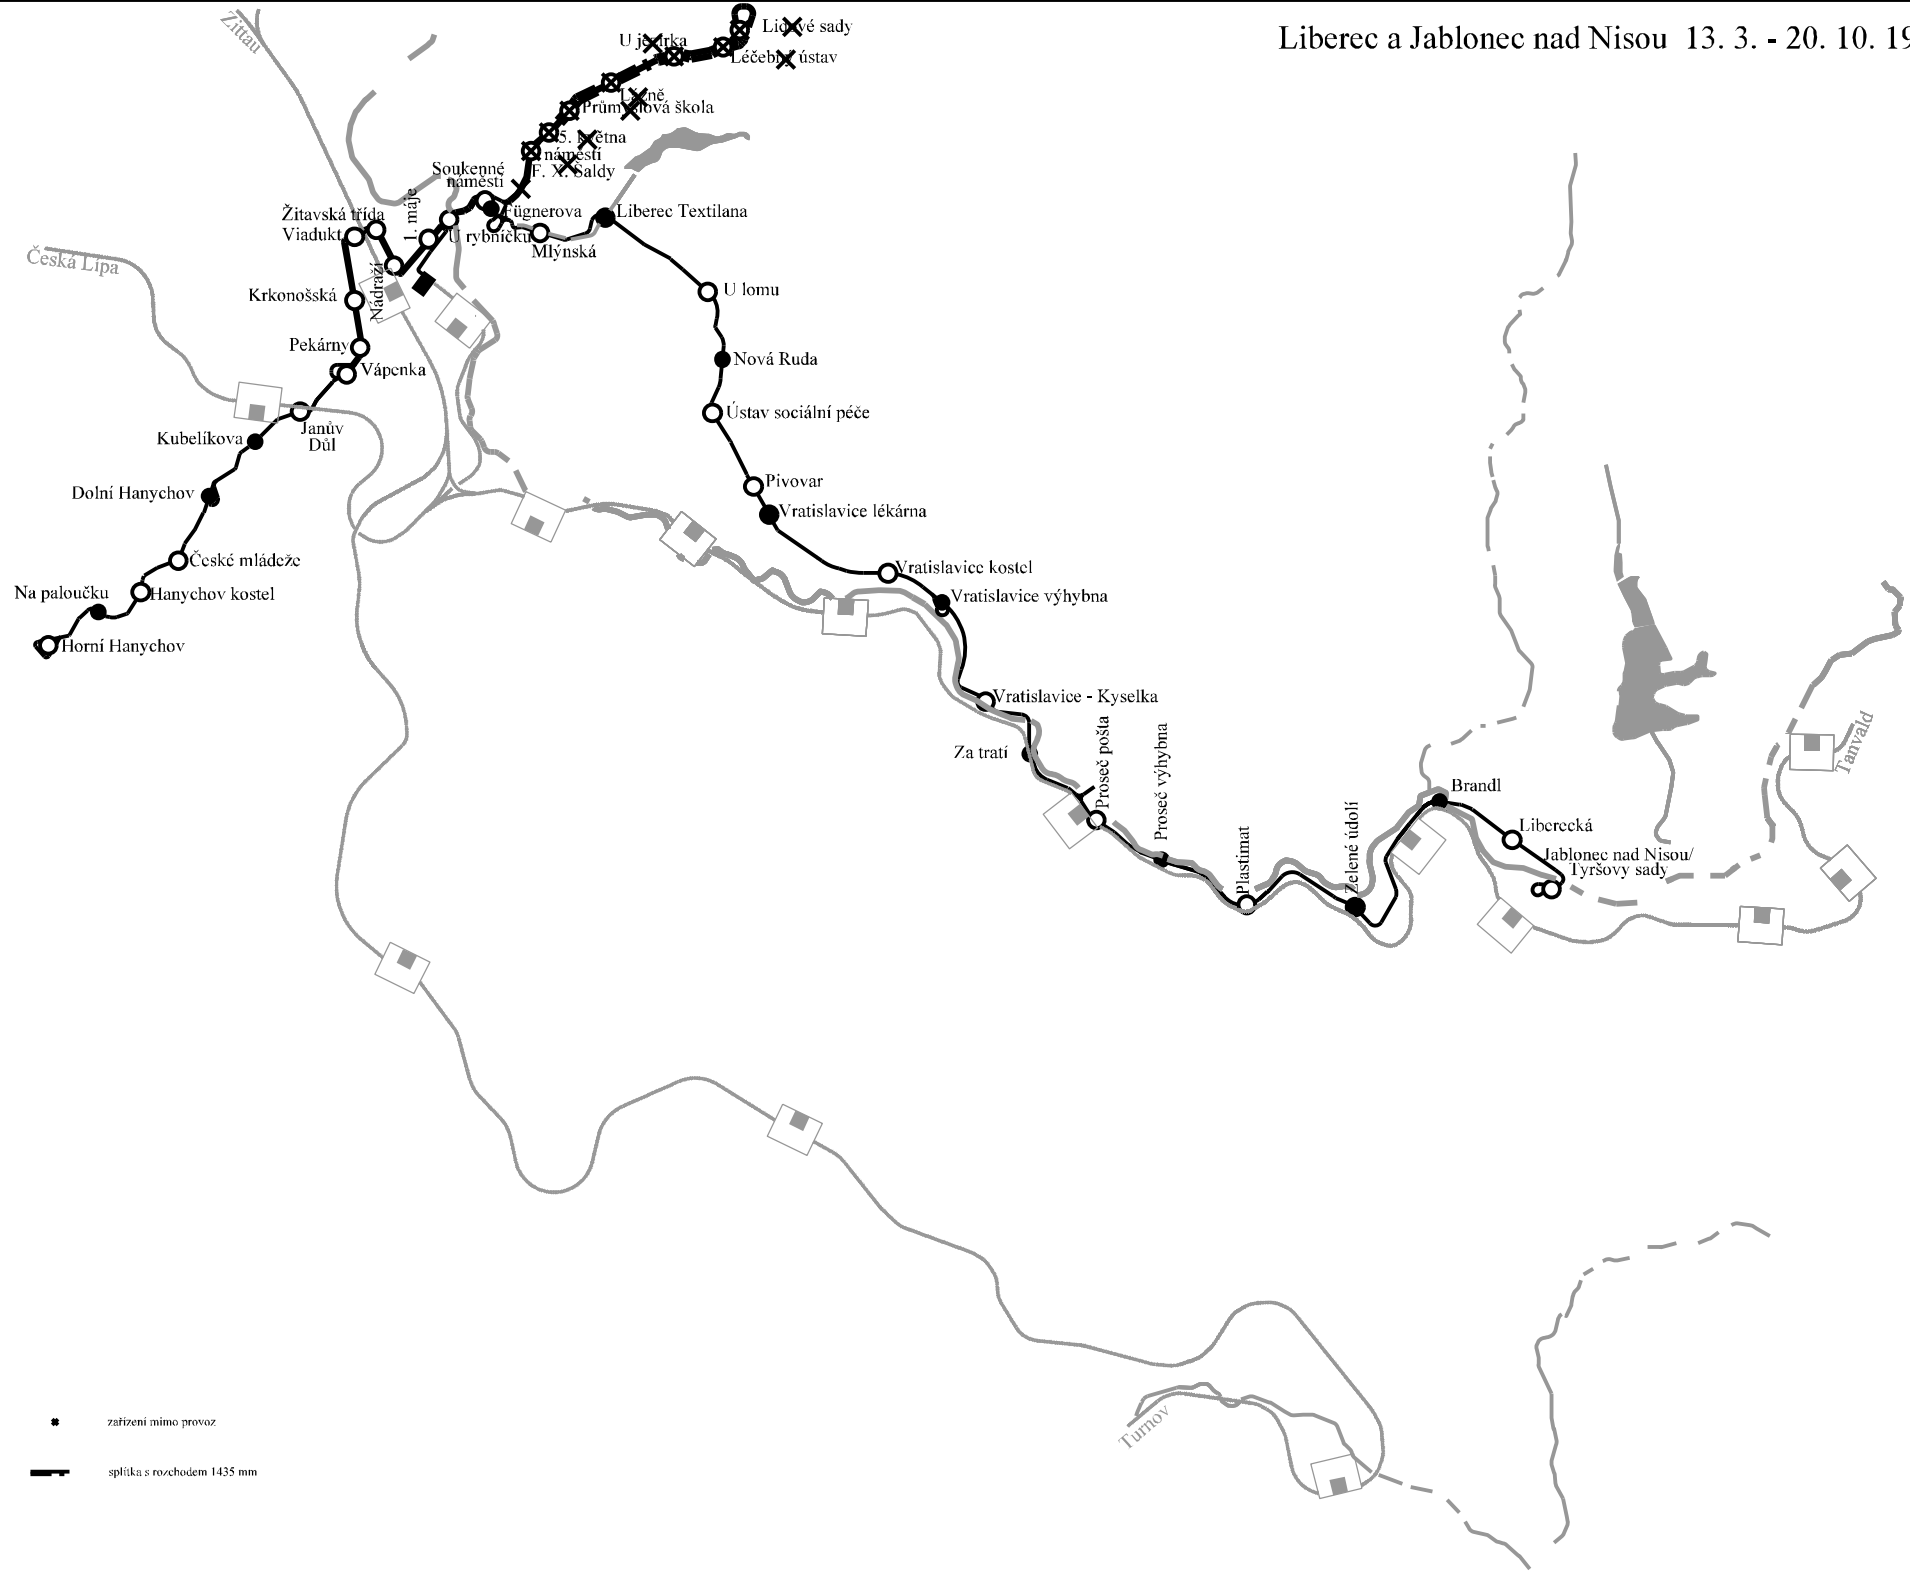 Liberec a Jablonec nad Nisou 13. 3. - 20. 10. 19
Zittau
Lidové sady
U jezírka
Léčebný ústav
Lázně
Průmyslová škola
5. května
náměstí
F. X. Šaldy
Soukenné
náměstí
1. máje
Žitavská třída
Viadukt
Fügnerova
Liberec Textilana
U rybníčku
Mlýnská
Česká Lípa
Nádraží
Krkonošská
U lomu
Pekárny
Vápenka
Nová Ruda
Ústav sociální péče
Janův
Důl
Kubelíkova
Dolní Hanychov
Pivovar
Vratislavice lékárna
České mládeže
Vratislavice kostel
Na paloučku
Hanychov kostel
Vratislavice výhybna
Horní Hanychov
Vratislavice - Kyselka
Za tratí
Proseč pošta
Proseč výhybna
Tanvald
Brandl
Zelené údolí
Plastimat
Liberecká
Jablonec nad Nisou/
Tyršovy sady
Turnov
zařízení mimo provoz
splítka s rozchodem 1435 mm